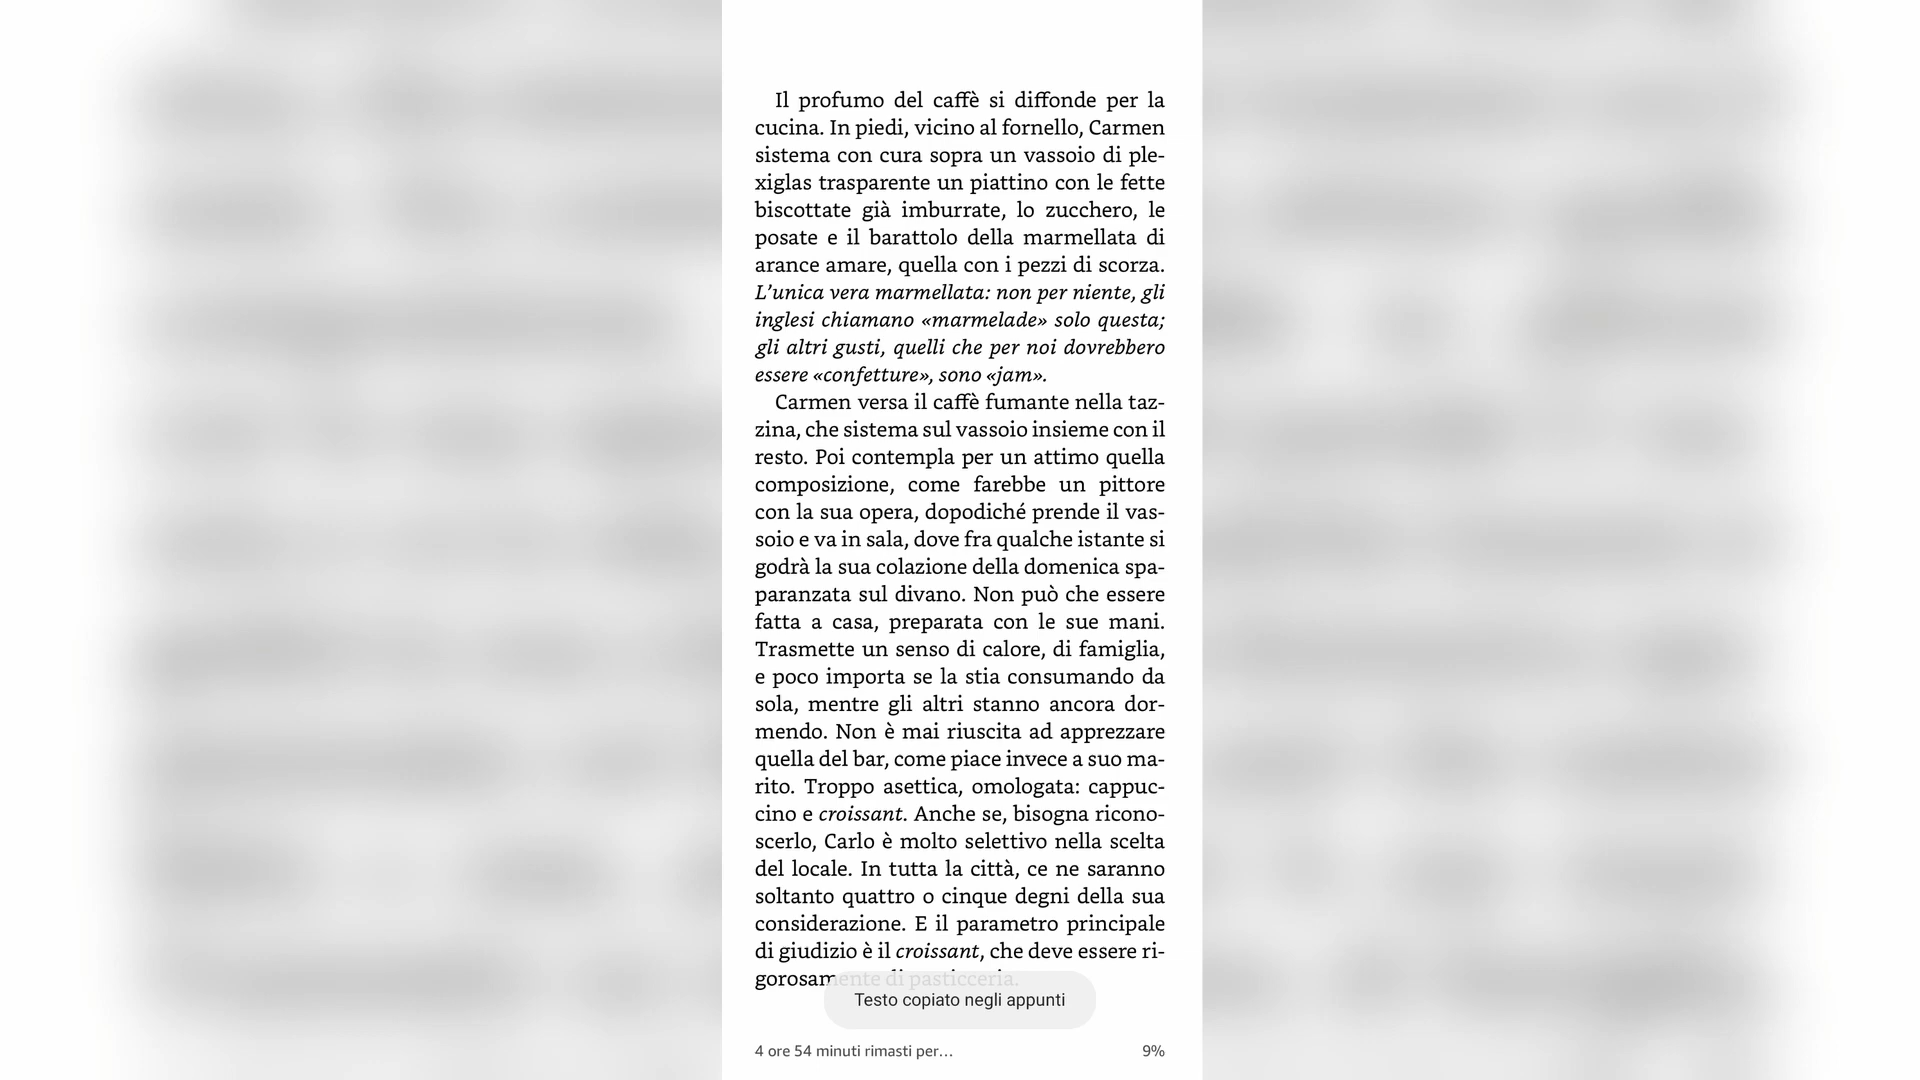 Il profumo del caffè si diffonde per la
cucina. In piedi, vicino al fornello, Carmen
sistema con cura sopra un vassoio di ple-
xiglas trasparente un piattino con le fette
biscottate già imburrate, lo zucchero, le
posate e il barattolo della marmellata di
arance amare, quella con i pezzi di scorza.
L’unica vera marmellata: non per niente, gli
inglesi chiamano «marmelade» solo questa;
gli altri gusti, quelli che per noi dovrebbero
essere «confetture», sono «jam».
Carmen versa il caffè fumante nella taz-
zina, che sistema sul vassoio insieme con il
resto. Poi contempla per un attimo quella
composizione, come farebbe un pittore
con la sua opera, dopodiché prende il vas-
soio e va in sala, dove fra qualche istante si
godrà la sua colazione della domenica spa-
paranzata sul divano. Non può che essere
fatta a casa, preparata con le sue mani.
Trasmette un senso di calore, di famiglia,
e poco importa se la stia consumando da
sola, mentre gli altri stanno ancora dor-
mendo. Non è mai riuscita ad apprezzare
quella del bar, come piace invece a suo ma-
rito. Troppo asettica, omologata: cappuc-
cino e croissant. Anche se, bisogna ricono-
scerlo, Carlo è molto selettivo nella scelta
del locale. In tutta la città, ce ne saranno
soltanto quattro o cinque degni della sua
considerazione. E il parametro principale
di giudizio è il croissant, che deve essere ri-
gorosamente di pasticceria.
Testo copiato negli appunti
4 ore 54 minuti rimasti per… 9%